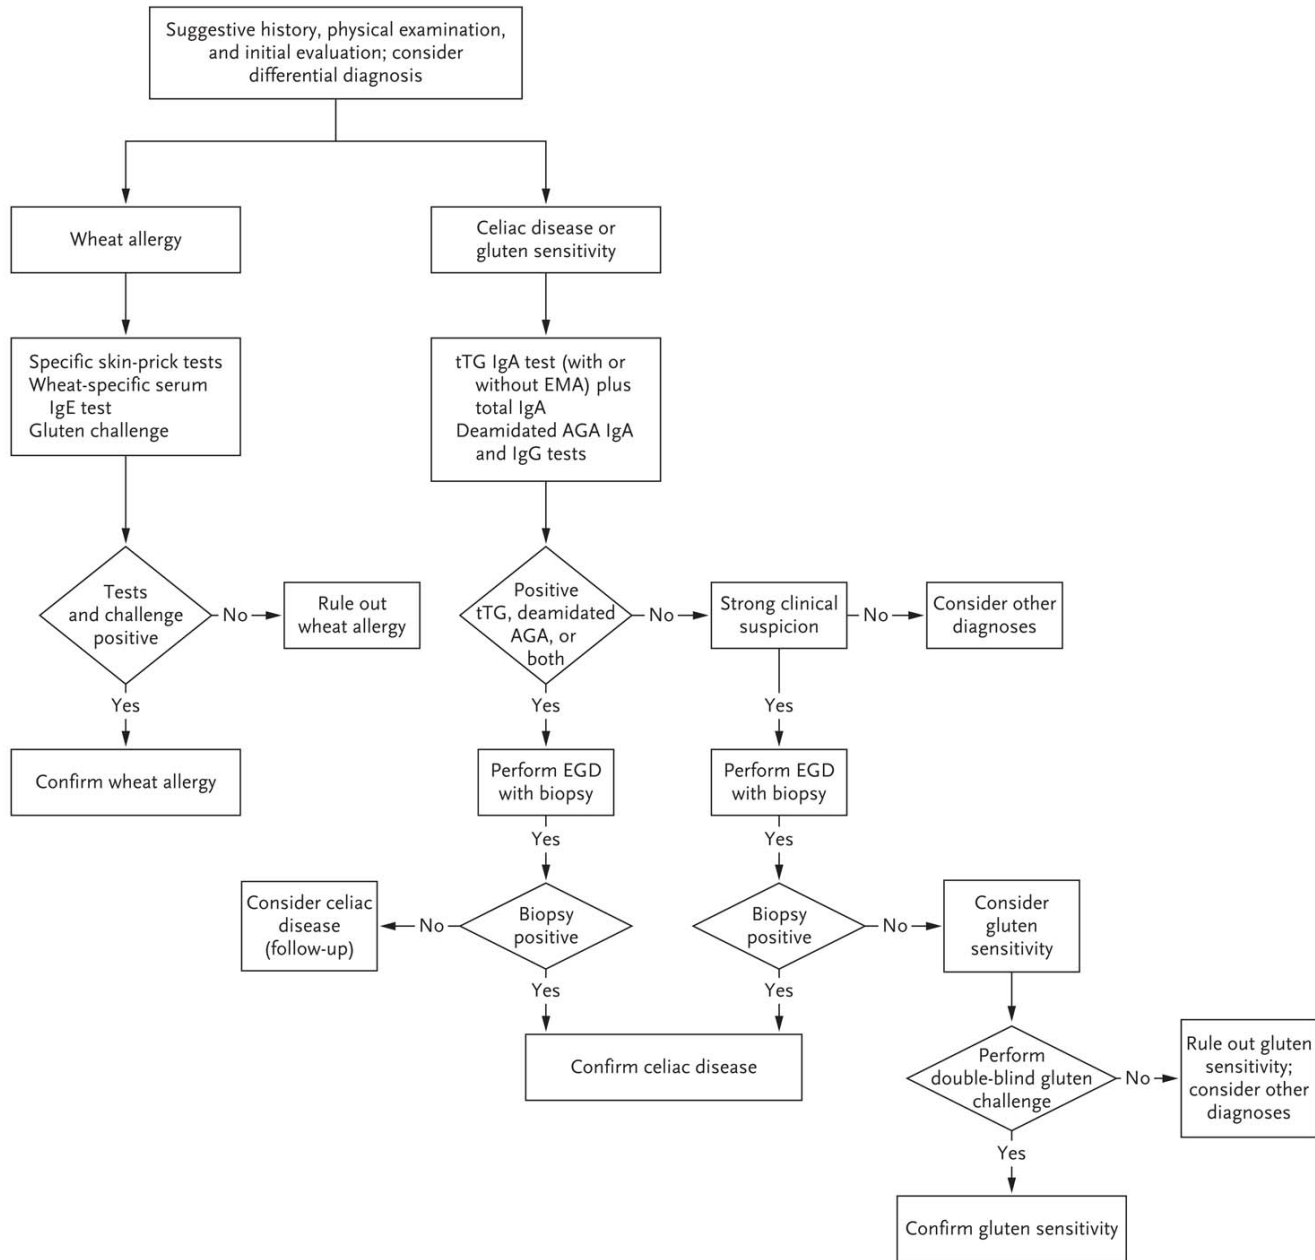 Suggestive history, physical examination,
and initial evaluation; consider
differential diagnosis
Wheat allergy
Celiac disease or
gluten sensitivity
Specific skin-prick tests
Wheat-specific serum
IgE test
Gluten challenge
tTG IgA test (with or
without EMA) plus
total IgA
Deamidated AGA IgA
and IgG tests
Tests
and challenge
positive
No
Rule out
wheat allergy
Positive
tTG, deamidated
AGA, or
both
No
Strong clinical
suspicion
No
Consider other
diagnoses
Yes
Yes
Yes
Confirm wheat allergy
Perform EGD
with biopsy
Perform EGD
with biopsy
Yes
Yes
Consider celiac
disease
(follow-up)
No
Biopsy
positive
Biopsy
positive
No
Consider
gluten
sensitivity
Yes
Yes
Confirm celiac disease
Perform
double-blind gluten
challenge
No
Rule out gluten
sensitivity;
consider other
diagnoses
Yes
Confirm gluten sensitivity